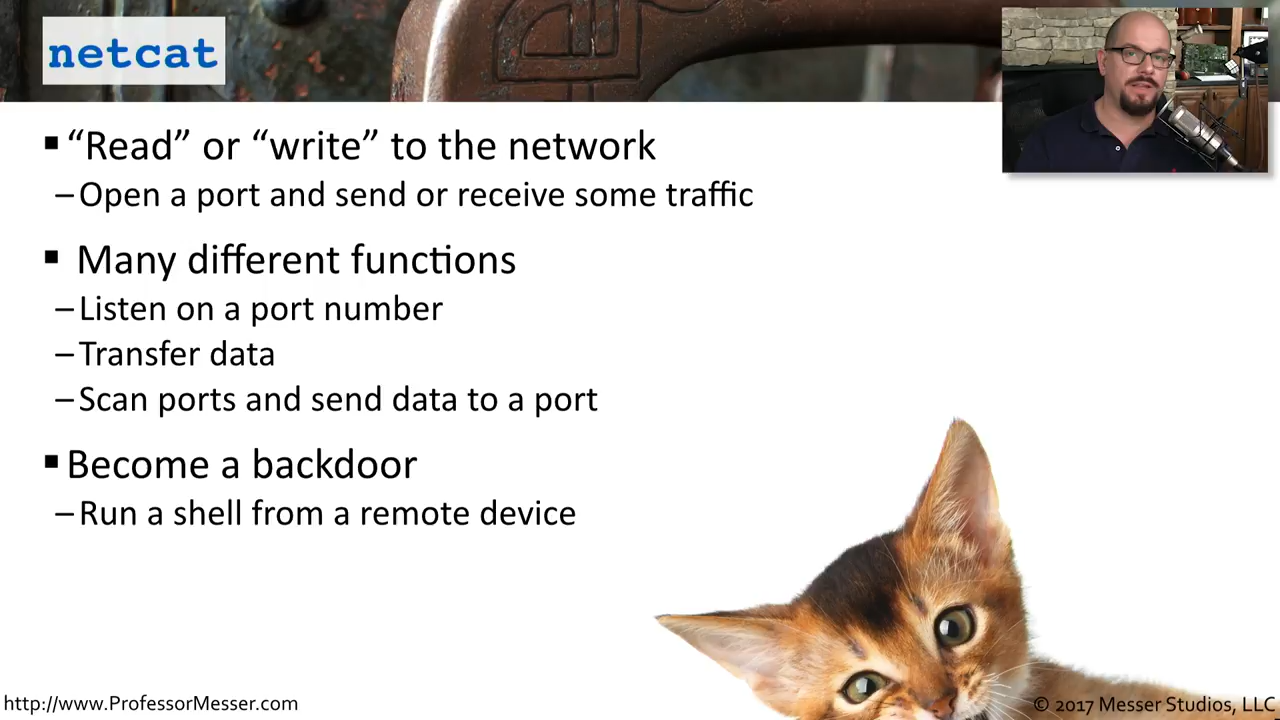 netcat
▪ “Read” or “write” to the network
– Open a port and send or receive some traffic
▪ Many different functions
– Listen on a port number
– Transfer data
– Scan ports and send data to a port
▪ Become a backdoor
– Run a shell from a remote device
http://www.ProfessorMesser.com
© 2017 Messer Studios, LLC